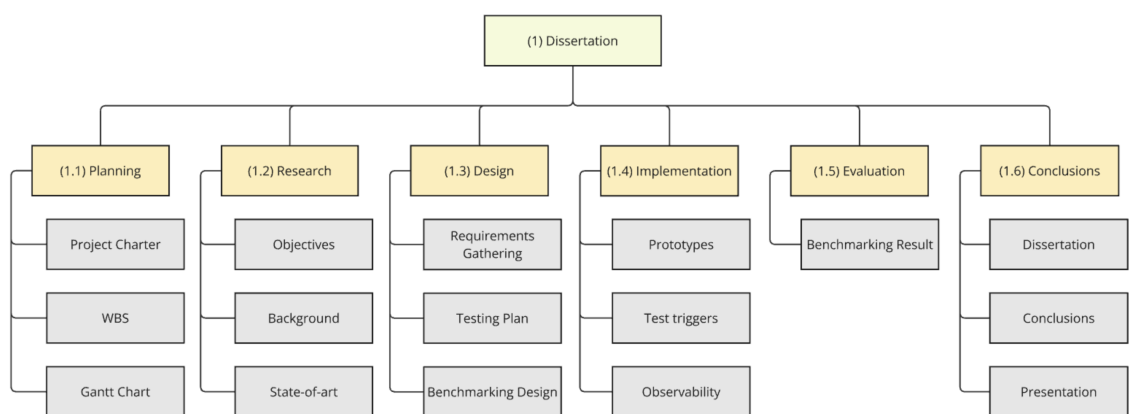 (1) Dissertation
(1.1) Planning
(1.2) Research
(1.3) Design
(1.4) Implementation
(1.5) Evaluation
(1.6) Conclusions
Project Charter
Objectives
Requirements
Gathering
Prototypes
Benchmarking Result
Dissertation
WBS
Background
Testing Plan
Test triggers
Conclusions
Gantt Chart
State-of-art
Benchmarking Design
Observability
Presentation